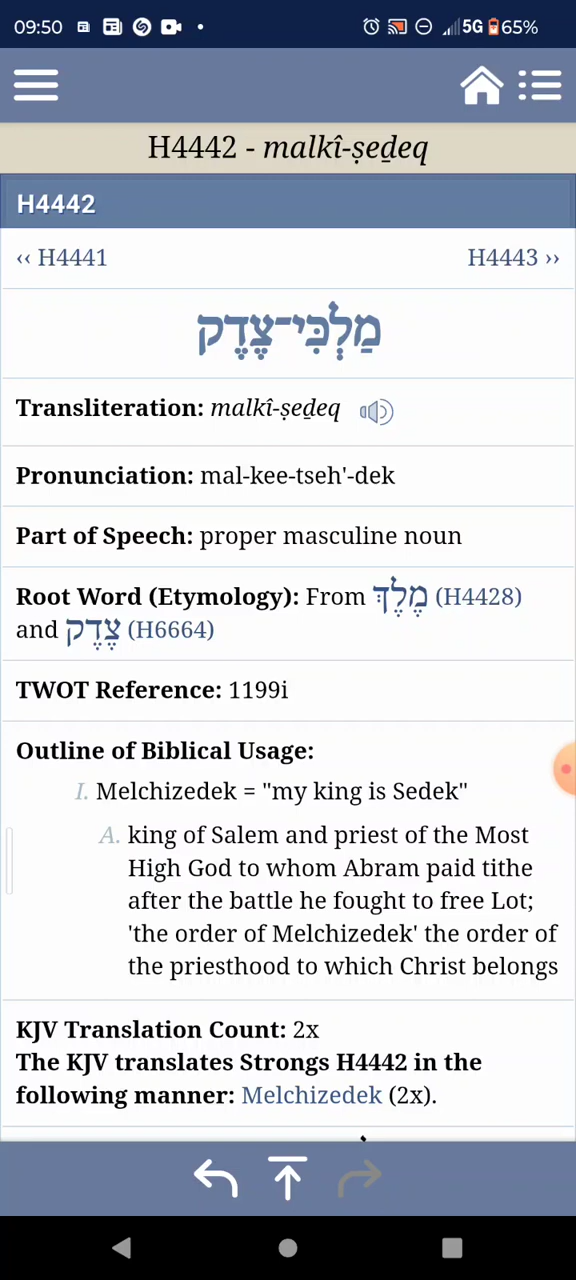 09:50 5G 65%
H4442 - malkî-ṣeḏeq
H4442
‹‹ H4441 H4443 ››
מַלְכִּי־צֶדֶק
Transliteration: malkî-ṣeḏeq
Pronunciation: mal-kee-tseh'-dek
Part of Speech: proper masculine noun
Root Word (Etymology): From מֶלֶךְ (H4428)
and צֶדֶק (H6664)
TWOT Reference: 1199i
Outline of Biblical Usage:
I. Melchizedek = "my king is Sedek"
A. king of Salem and priest of the Most
High God to whom Abram paid tithe
after the battle he fought to free Lot;
'the order of Melchizedek' the order of
the priesthood to which Christ belongs
KJV Translation Count: 2x
The KJV translates Strongs H4442 in the
following manner: Melchizedek (2x).